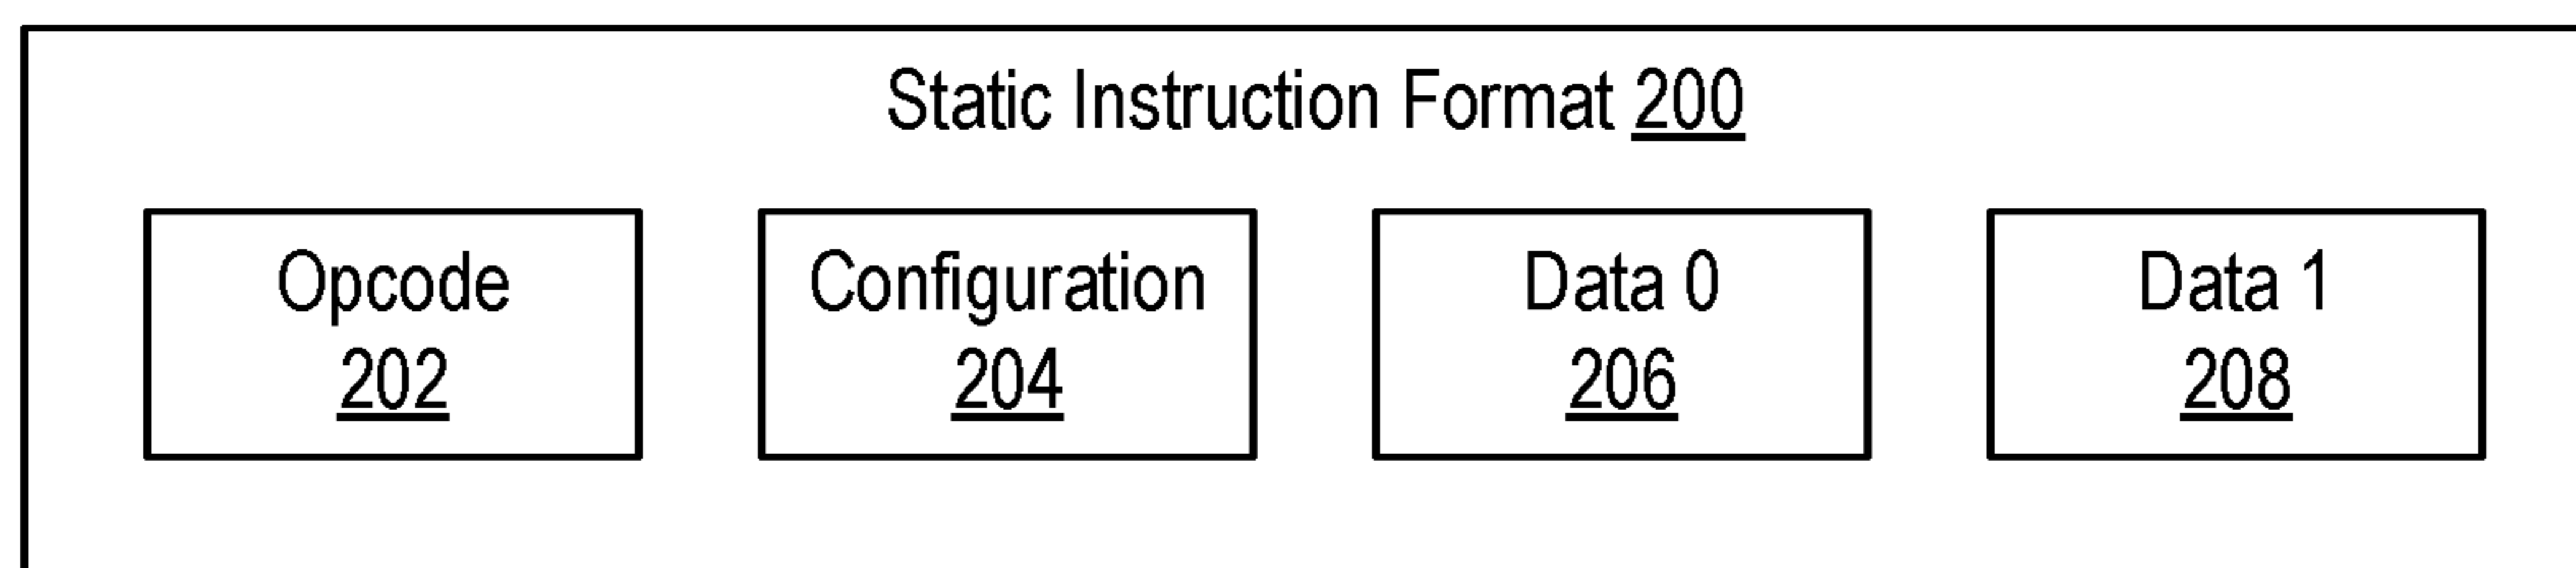 Static Instruction Format 200
Opcode
202
Configuration
204
Data 0
206
Data 1
208